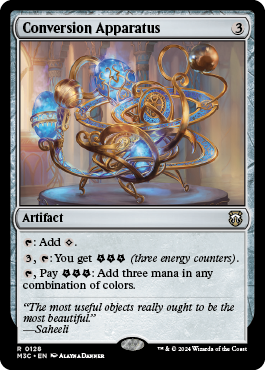 Conversion Apparatus 3
Artifact
: Add .
3, : You get (three energy counters).
, Pay : Add three mana in any
combination of colors.
“The most useful objects really ought to be the
most beautiful.”
—Saheeli
R 0128
M3C • EN ALAYNA DANNER
™ & © 2024 Wizards of the Coast